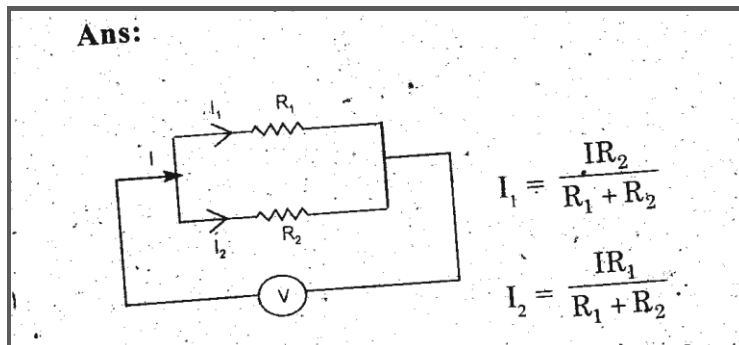 Ans:
I₁
R₁
I
I₁ = IR₂ / (R₁ + R₂)
I₂
R₂
I₂ = IR₁ / (R₁ + R₂)
V